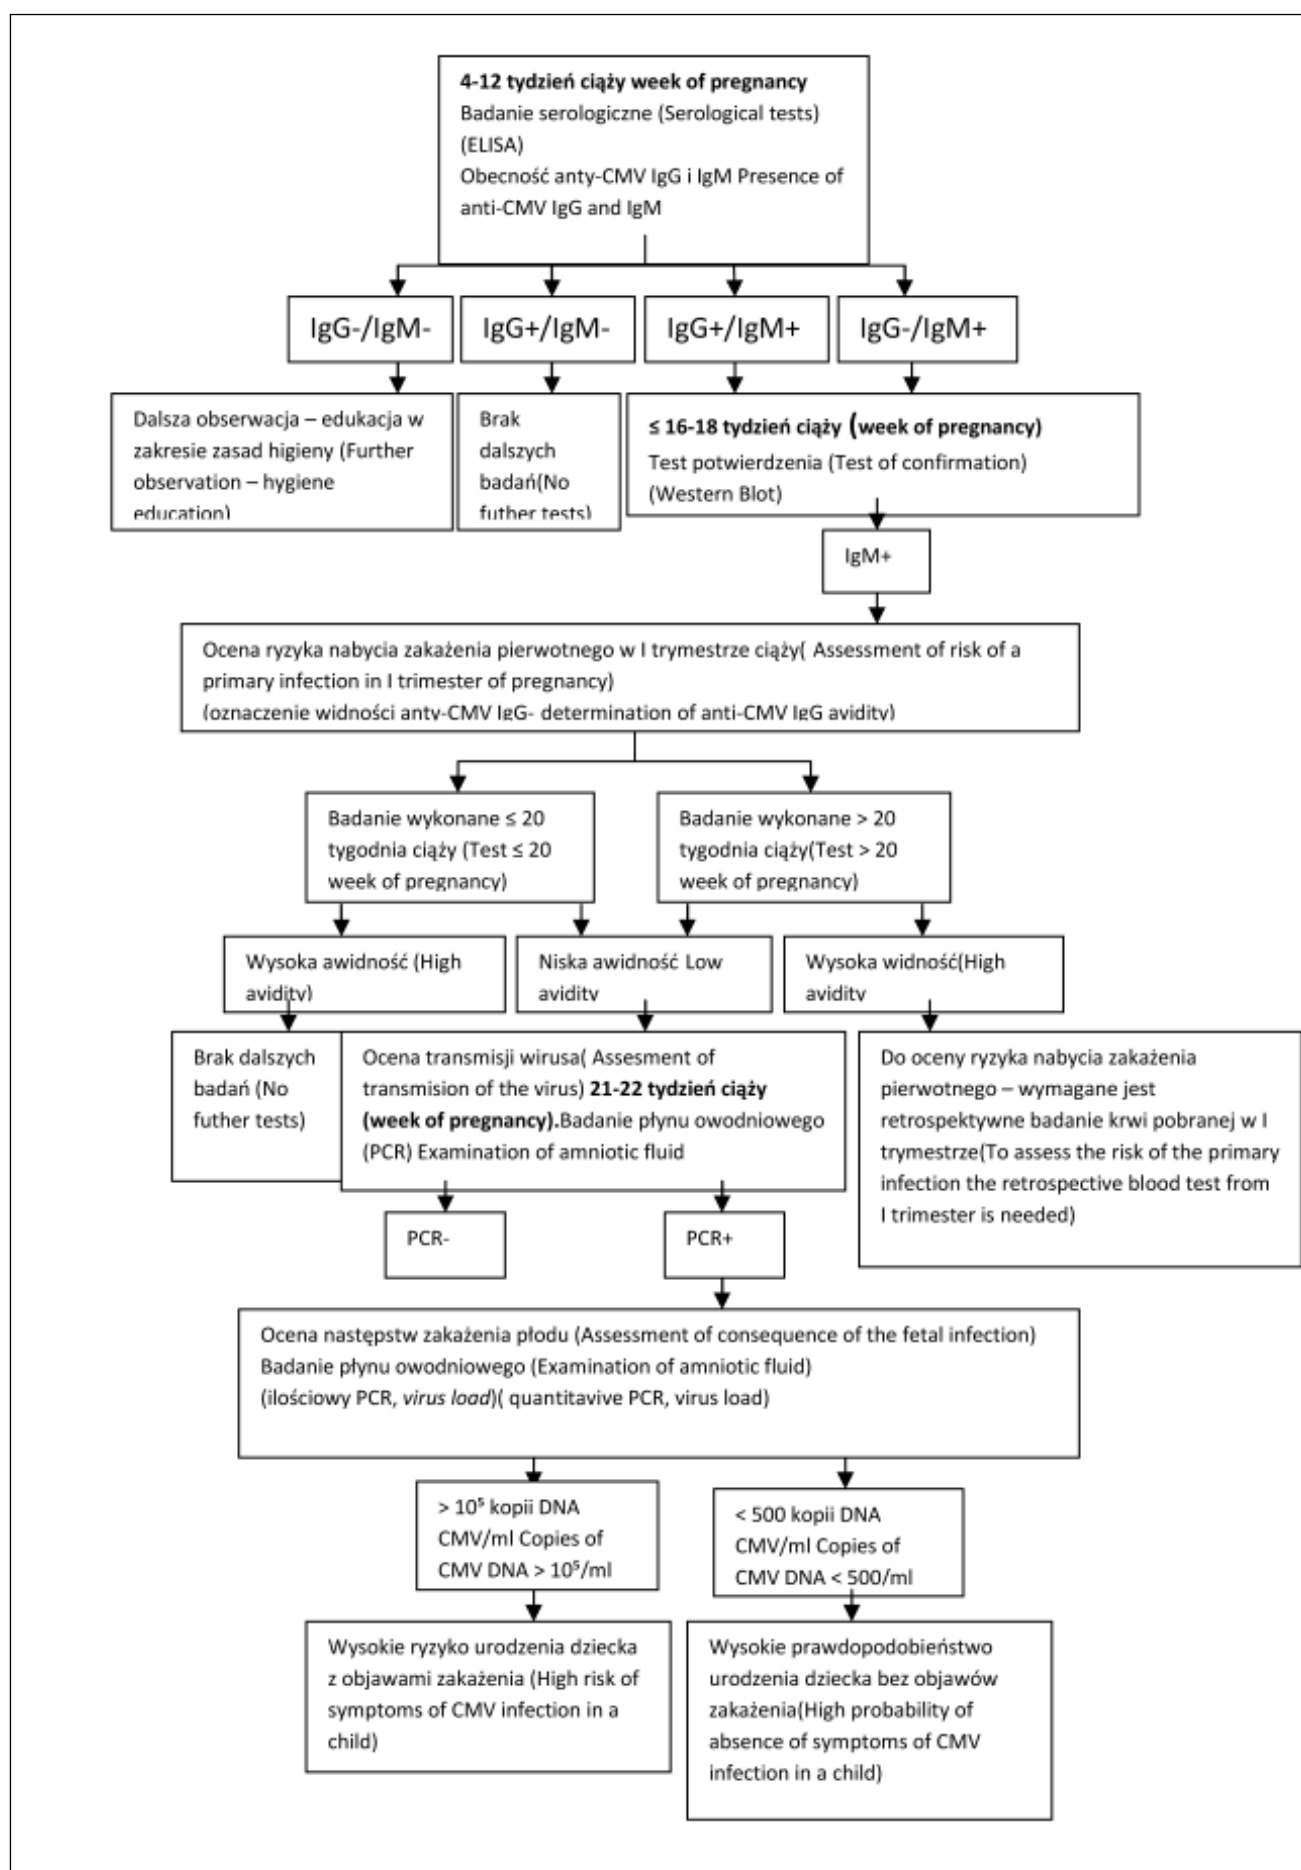 4-12 tydzień ciąży week of pregnancy
Badanie serologiczne (Serological tests)
(ELISA)
Obecność anty-CMV IgG i IgM Presence of
anti-CMV IgG and IgM
IgG-/IgM-
IgG+/IgM-
IgG+/IgM+
IgG-/IgM+
Dalsza obserwacja – edukacja w
zakresie zasad higieny (Further
observation – hygiene
education)
Brak
dalszych
badań(No
futher tests)
≤ 16-18 tydzień ciąży (week of pregnancy)
Test potwierdzenia (Test of confirmation)
(Western Blot)
IgM+
Ocena ryzyka nabycia zakażenia pierwotnego w I trymestrze ciąży( Assessment of risk of a
primary infection in I trimester of pregnancy)
(oznaczenie widności anty-CMV IgG- determination of anti-CMV IgG avidity)
Badanie wykonane ≤ 20
tygodnia ciąży (Test ≤ 20
week of pregnancy)
Badanie wykonane > 20
tygodnia ciąży(Test > 20
week of pregnancy)
Wysoka awidność (High
avidity)
Niska awidność Low
avidity
Wysoka widność(High
avidity
Brak dalszych
badań (No
futher tests)
Ocena transmisji wirusa( Assesment of
transmision of the virus) 21-22 tydzień ciąży
(week of pregnancy).Badanie płynu owodniowego
(PCR) Examination of amniotic fluid
Do oceny ryzyka nabycia zakażenia
pierwotnego – wymagane jest
retrospektywne badanie krwi pobranej w I
trymestrze(To assess the risk of the primary
infection the retrospective blood test from
I trimester is needed)
PCR-
PCR+
Ocena następstw zakażenia płodu (Assessment of consequence of the fetal infection)
Badanie płynu owodniowego (Examination of amniotic fluid)
(ilościowy PCR, virus load)( quantitavive PCR, virus load)
> 10⁵ kopii DNA
CMV/ml Copies of
CMV DNA > 10⁵/ml
< 500 kopii DNA
CMV/ml Copies of
CMV DNA < 500/ml
Wysokie ryzyko urodzenia dziecka
z objawami zakażenia (High risk of
symptoms of CMV infection in a
child)
Wysokie prawdopodobieństwo
urodzenia dziecka bez objawów
zakażenia(High probability of
absence of symptoms of CMV
infection in a child)